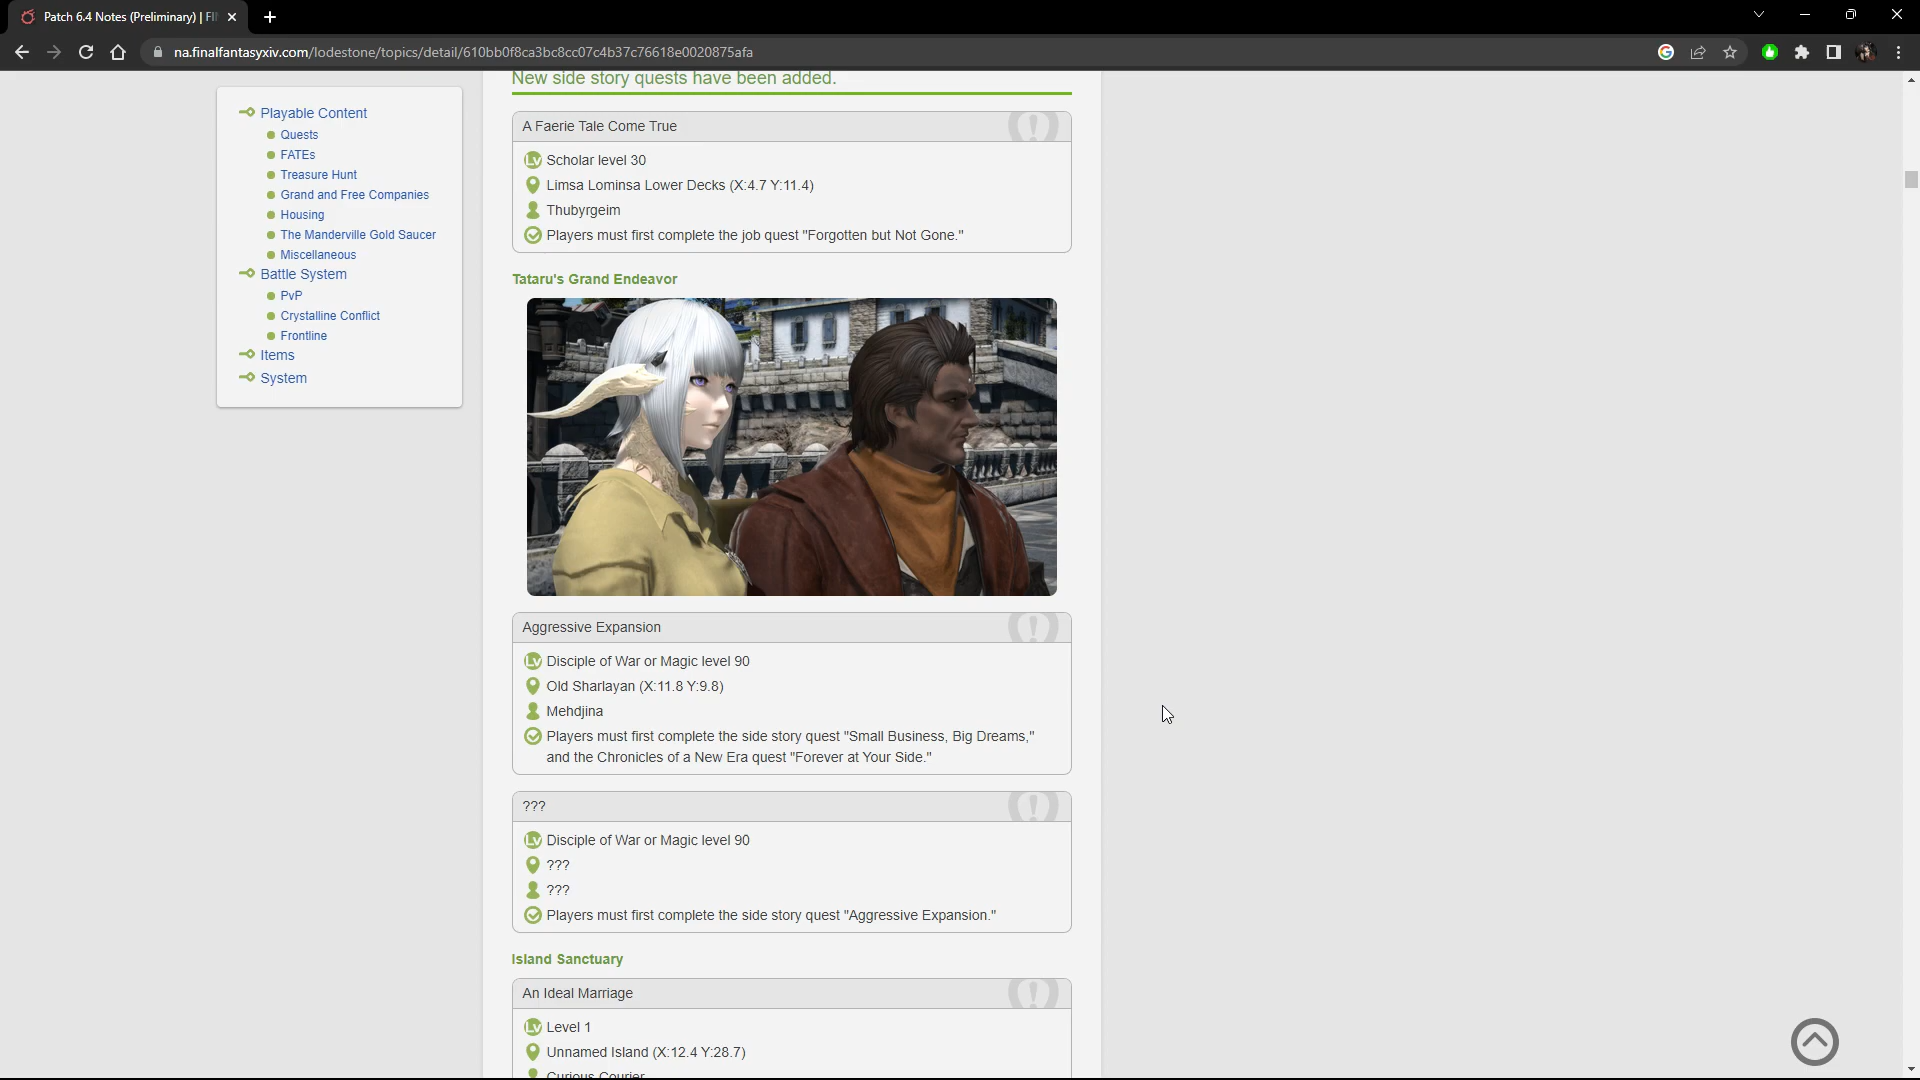 Patch 6.4 Notes (Preliminary) | FI
na.finalfantasyxiv.com/lodestone/topics/detail/610bb0f8ca3bc8cc07c4b37c76618e0020875afa
Playable Content
Quests
FATEs
Treasure Hunt
Grand and Free Companies
Housing
The Manderville Gold Saucer
Miscellaneous
Battle System
PvP
Crystalline Conflict
Frontline
Items
System
New side story quests have been added.
A Faerie Tale Come True
Lv Scholar level 30
Limsa Lominsa Lower Decks (X:4.7 Y:11.4)
Thubyrgeim
Players must first complete the job quest "Forgotten but Not Gone."
Tataru's Grand Endeavor
Aggressive Expansion
Lv Disciple of War or Magic level 90
Old Sharlayan (X:11.8 Y:9.8)
Mehdjina
Players must first complete the side story quest "Small Business, Big Dreams,"
and the Chronicles of a New Era quest "Forever at Your Side."
???
Lv Disciple of War or Magic level 90
???
???
Players must first complete the side story quest "Aggressive Expansion."
Island Sanctuary
An Ideal Marriage
Lv Level 1
Unnamed Island (X:12.4 Y:28.7)
Curious Courier